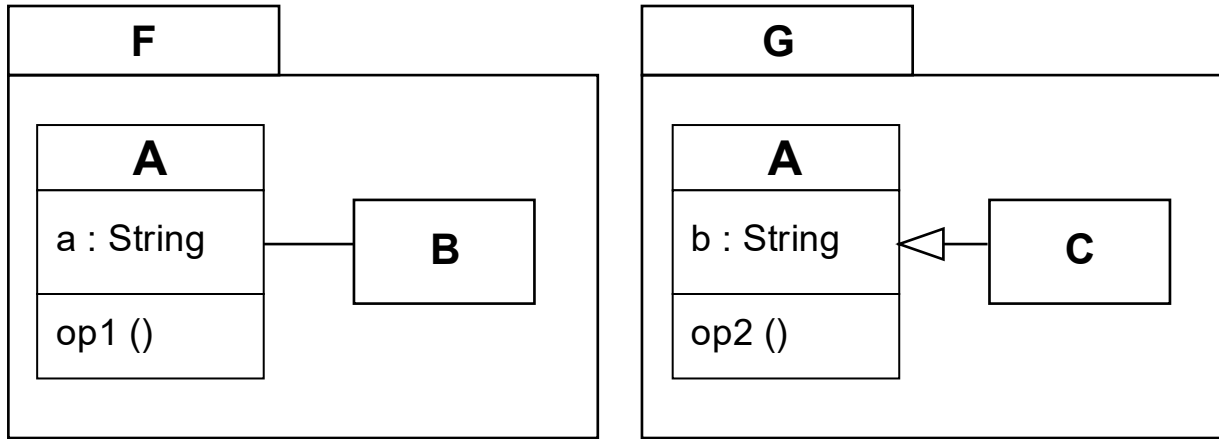 F
A
a : String
op1 ()
B
G
A
b : String
op2 ()
C